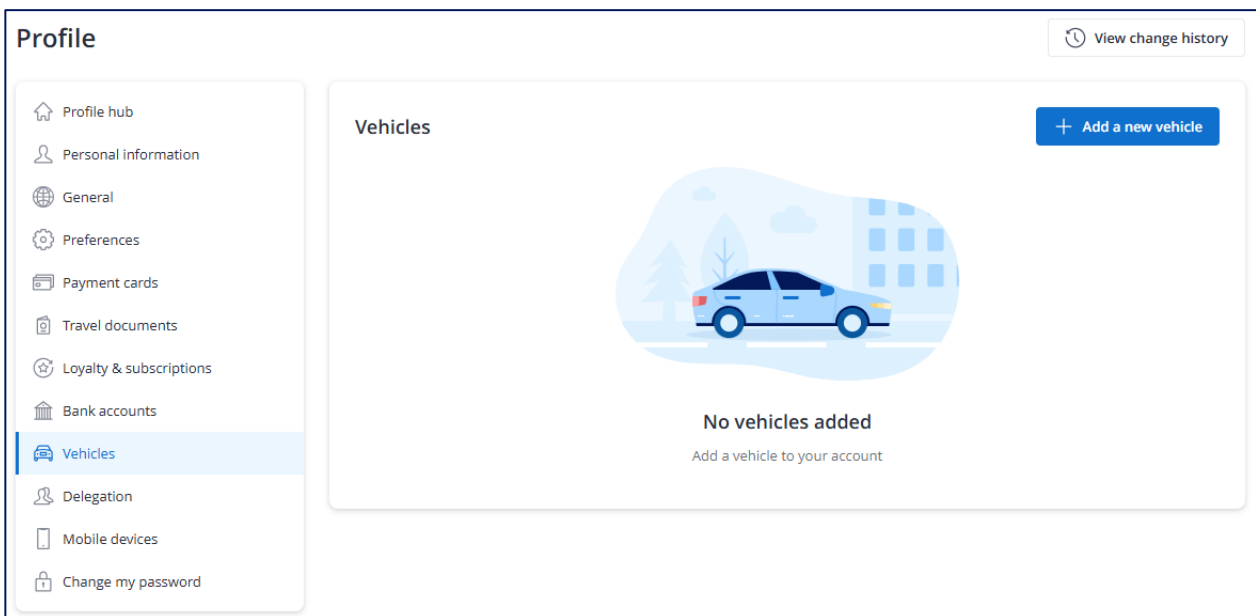 Profile
View change history
Profile hub
Personal information
General
Preferences
Payment cards
Travel documents
Loyalty & subscriptions
Bank accounts
Vehicles
Delegation
Mobile devices
Change my password
Vehicles
Add a new vehicle
No vehicles added
Add a vehicle to your account